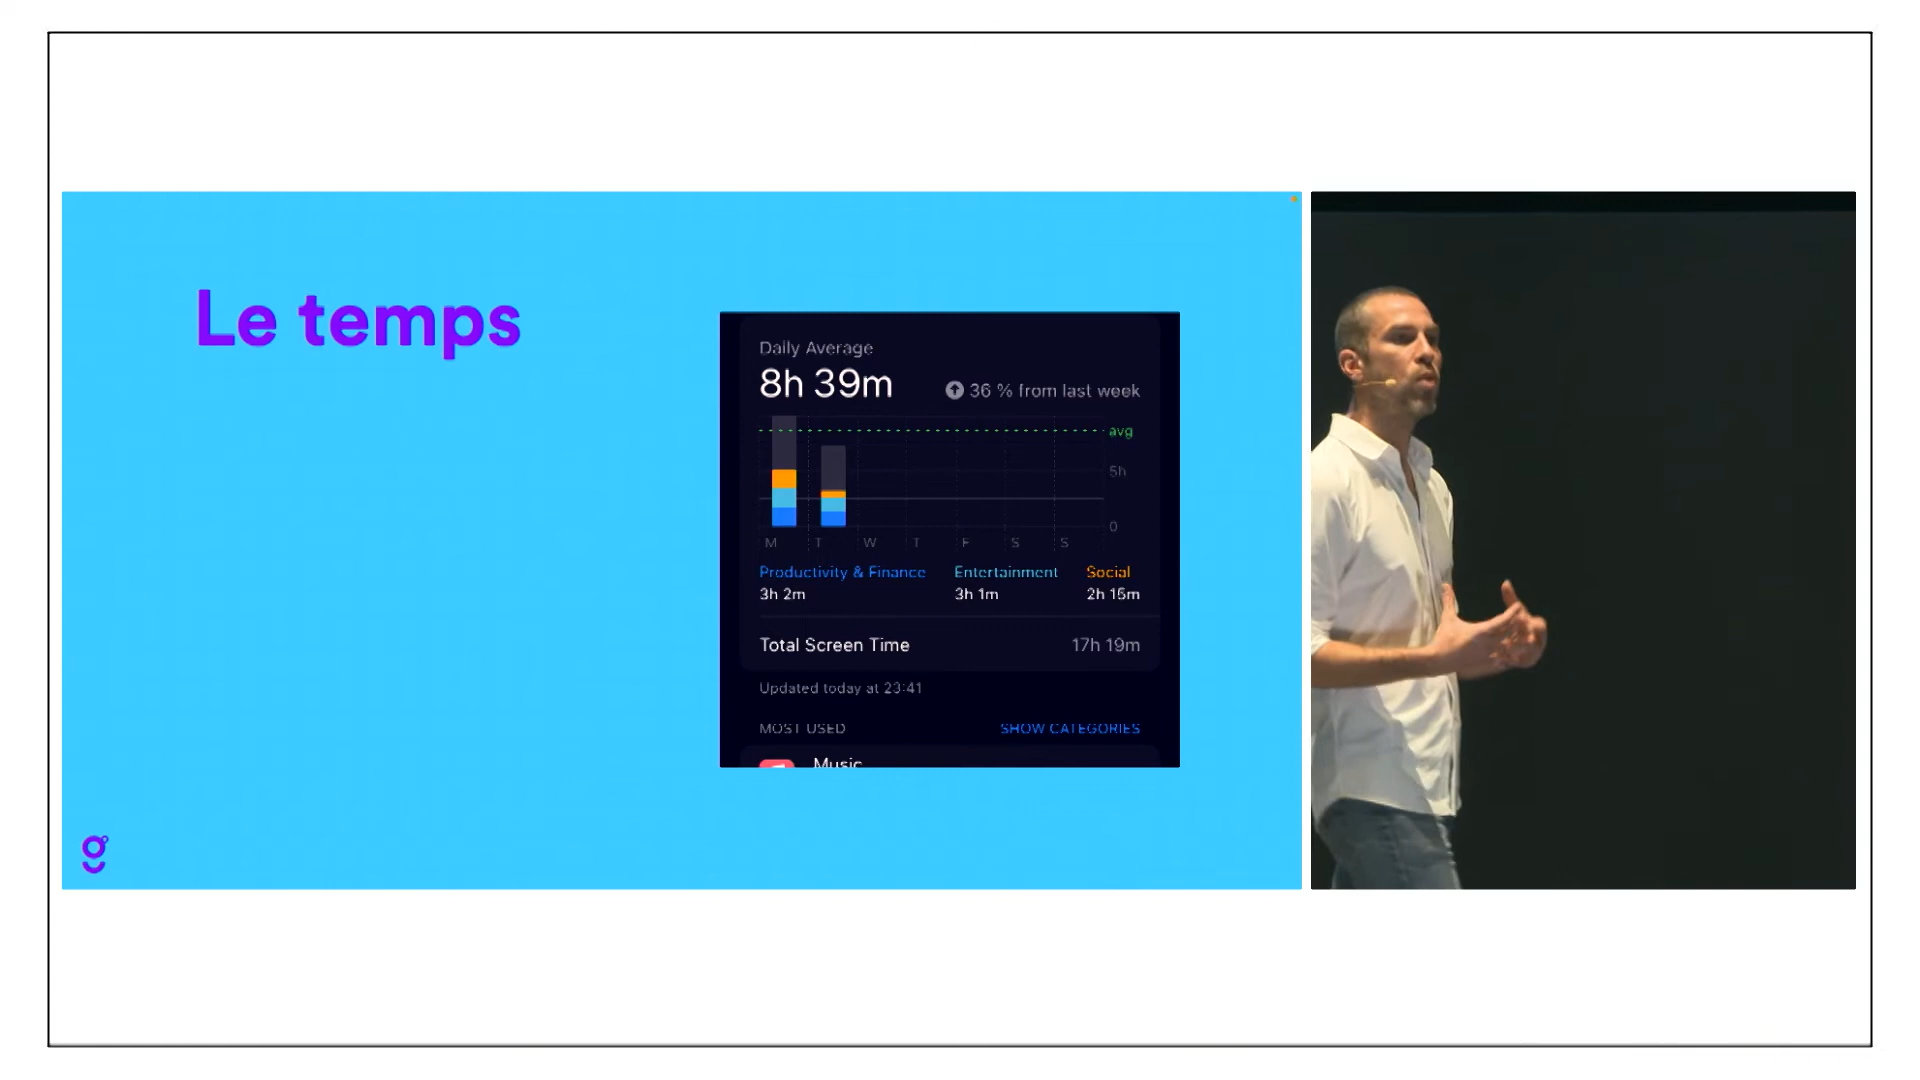 Le temps
Daily Average
8h 39m
36 % from last week
avg
5h
0
M T W T F S S
Productivity & Finance Entertainment Social
3h 2m 3h 1m 2h 15m
Total Screen Time 17h 19m
Updated today at 23:41
MOST USED SHOW CATEGORIES
Music